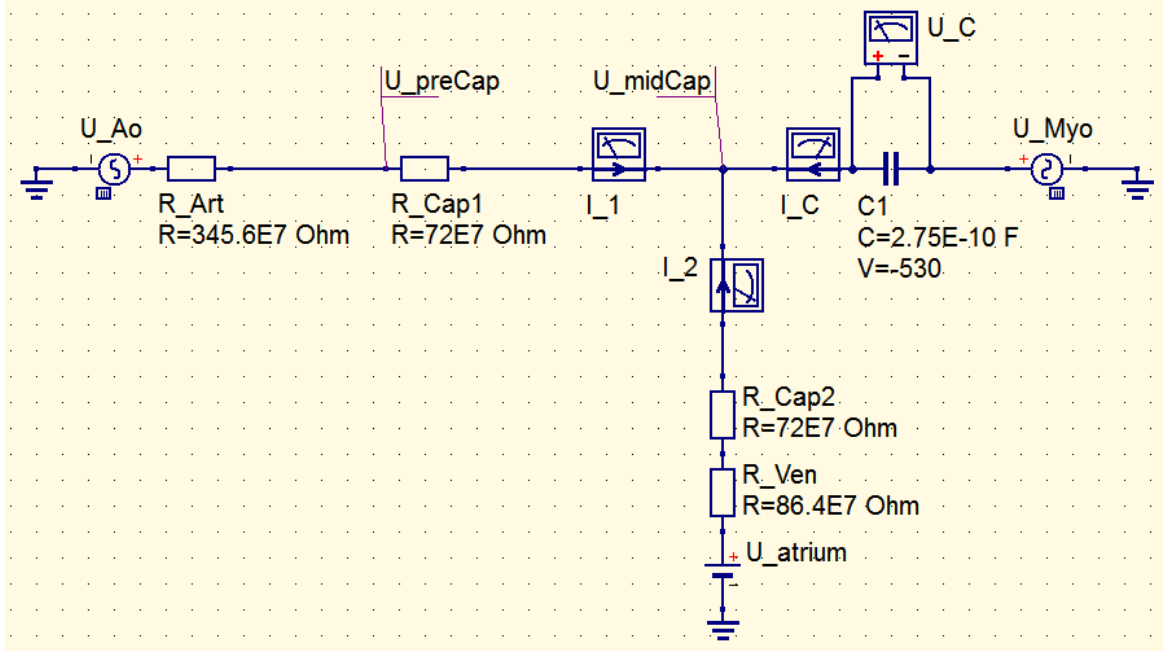 U_C
U_preCap
U_midCap
U_Ao
U_Myo
R_Art
R=345.6E7 Ohm
R_Cap1
R=72E7 Ohm
I_1
I_C
C1
C=2.75E-10 F
V=-530
I_2
R_Cap2
R=72E7 Ohm
R_Ven
R=86.4E7 Ohm
U_atrium